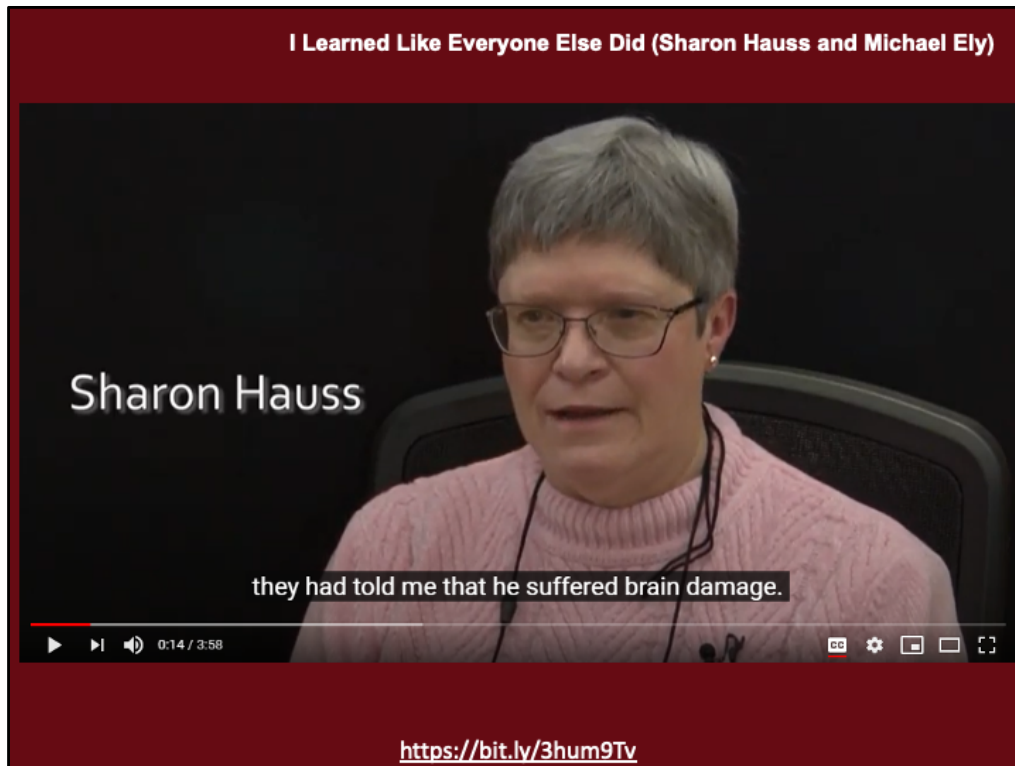 I Learned Like Everyone Else Did (Sharon Hauss and Michael Ely)
Sharon Hauss
they had told me that he suffered brain damage.
0:14 / 3:58
CC
https://bit.ly/3hum9Tv